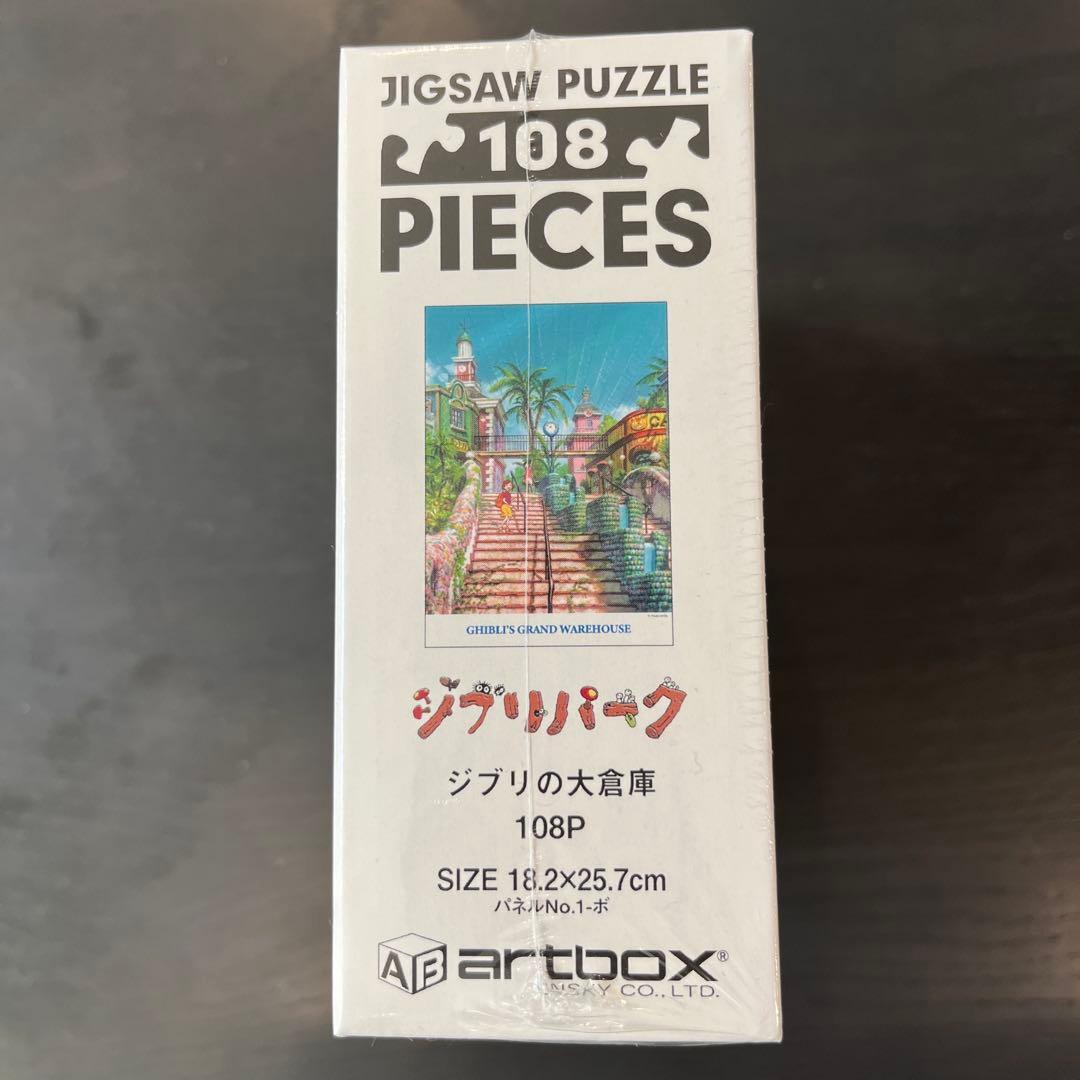 JIGSAW PUZZLE
108
PIECES
GHIBLI'S GRAND WAREHOUSE
ジブリパーク
ジブリの大倉庫
108P
SIZE 18.2×25.7cm
パネルNo.1-ボ
AB artbox®
ENSKY CO., LTD.